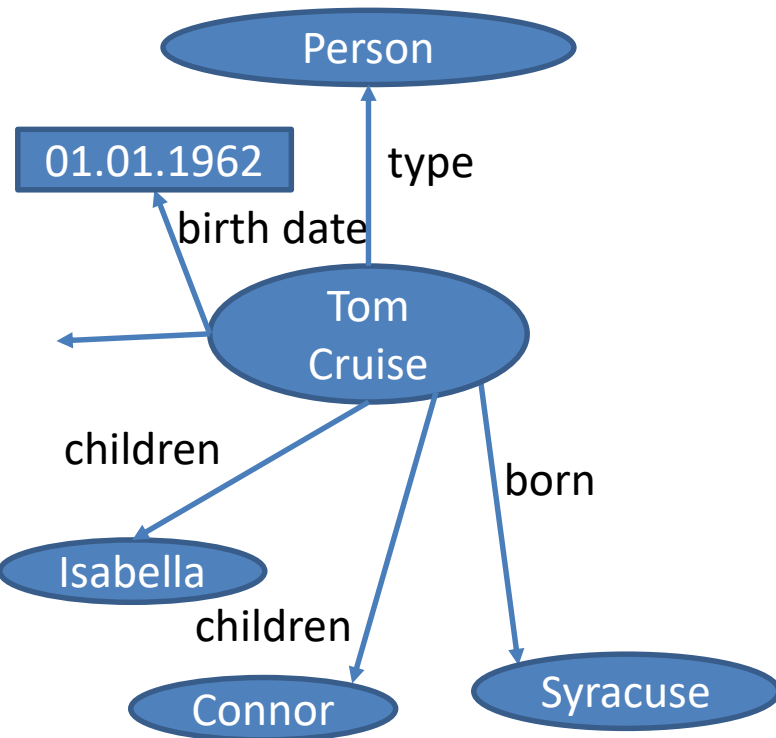 Person
01.01.1962
type
birth date
Tom
Cruise
children
born
Isabella
children
Syracuse
Connor